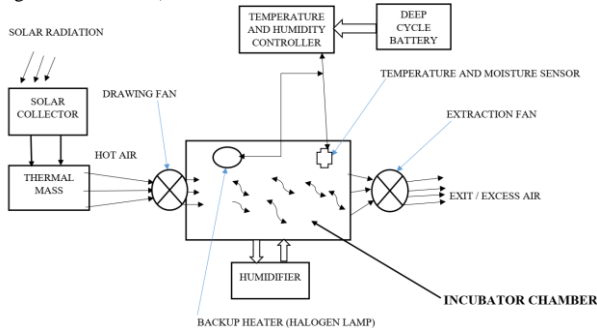 TEMPERATURE
AND HUMIDITY
CONTROLLER
DEEP
CYCLE
BATTERY
SOLAR RADIATION
TEMPERATURE AND MOISTURE SENSOR
DRAWING FAN
SOLAR
COLLECTOR
EXTRACTION FAN
HOT AIR
THERMAL
MASS
EXIT / EXCESS AIR
HUMIDIFIER
INCUBATOR CHAMBER
BACKUP HEATER (HALOGEN LAMP)